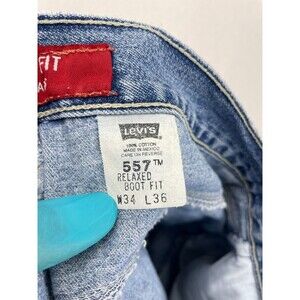 FIT
Levi's
100% COTTON
MADE IN MEXICO
CARE ON REVERSE
557™
RELAXED
BOOT FIT
W34 L36